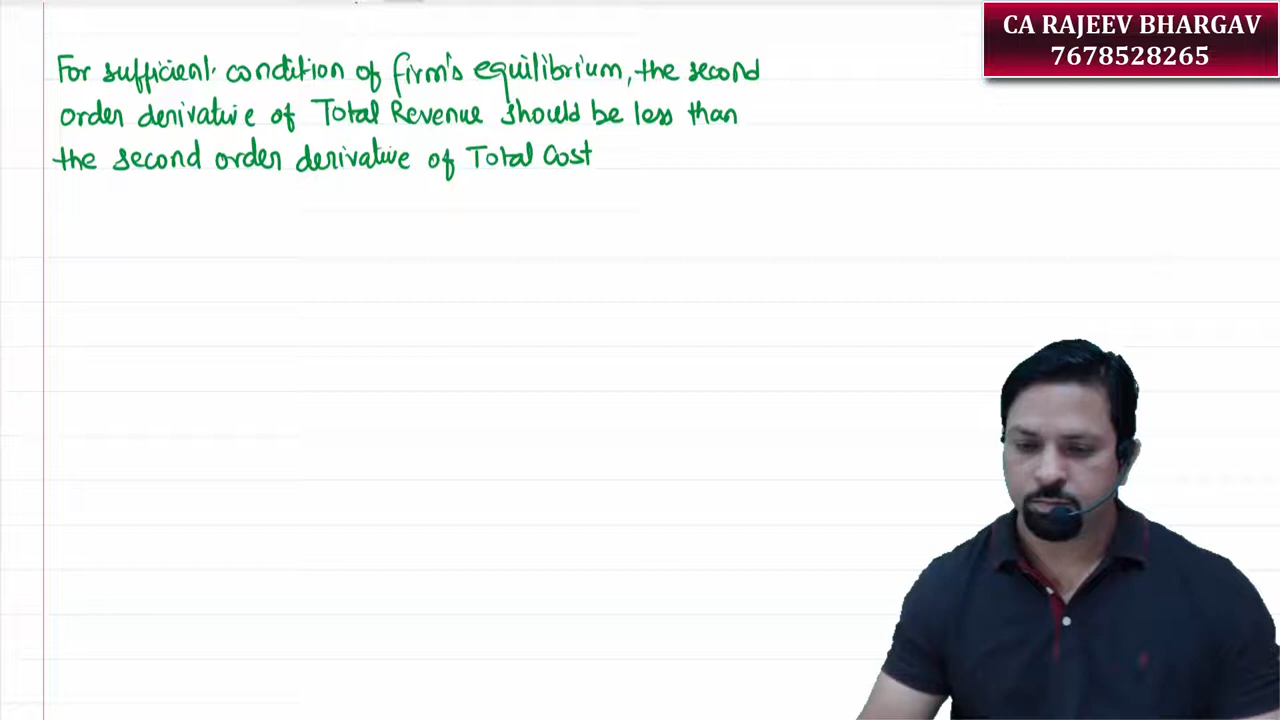 CA RAJEEV BHARGAV
7678528265
For sufficient condition of firm's equilibrium, the second
order derivative of Total Revenue should be less than
the second order derivative of Total Cost